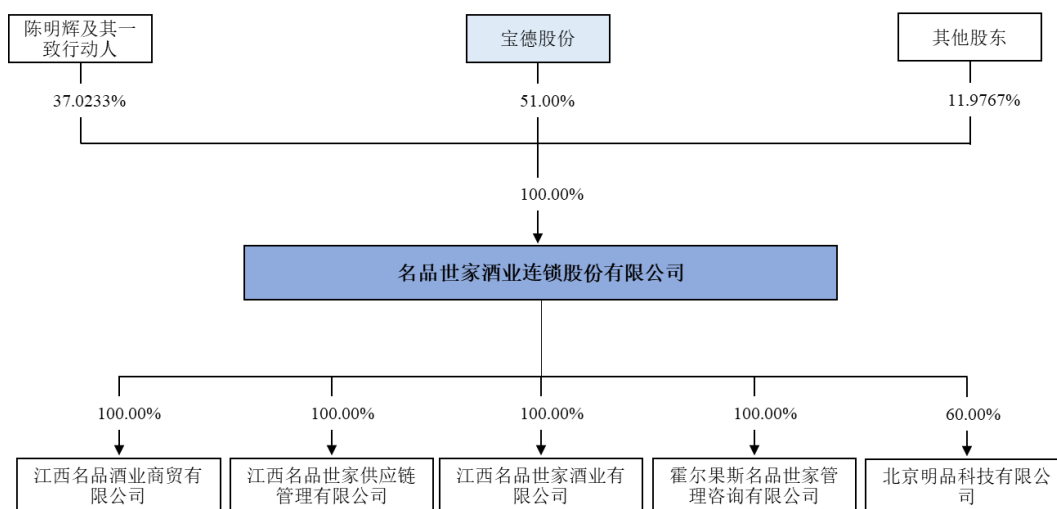 陈明辉及其一
致行动人
宝德股份
其他股东
37.0233%
51.00%
11.9767%
100.00%
名品世家酒业连锁股份有限公司
100.00%
100.00%
100.00%
100.00%
60.00%
江西名品酒业商贸有
限公司
江西名品世家供应链
管理有限公司
江西名品世家酒业有
限公司
霍尔果斯名品世家管
理咨询有限公司
北京明品科技有限公
司